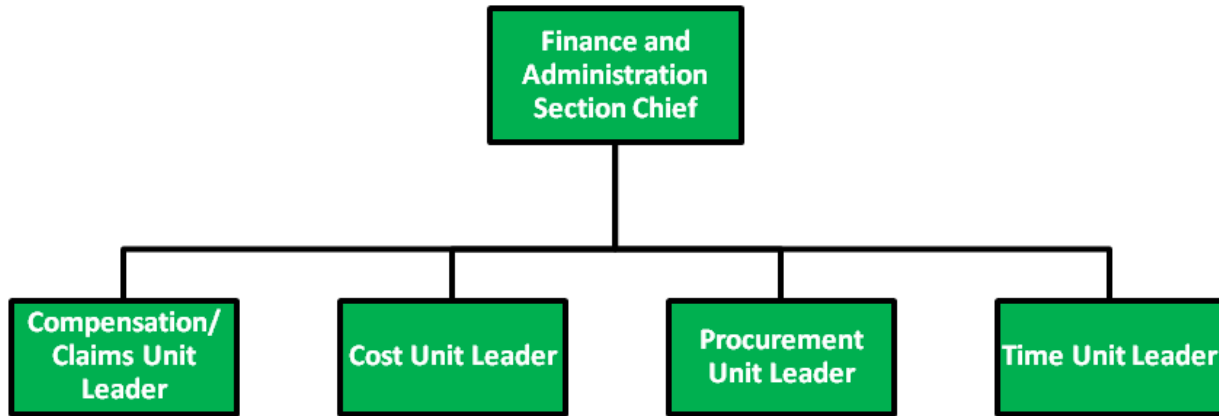 Finance and
Administration
Section Chief
Compensation/
Claims Unit
Leader
Cost Unit Leader
Procurement
Unit Leader
Time Unit Leader